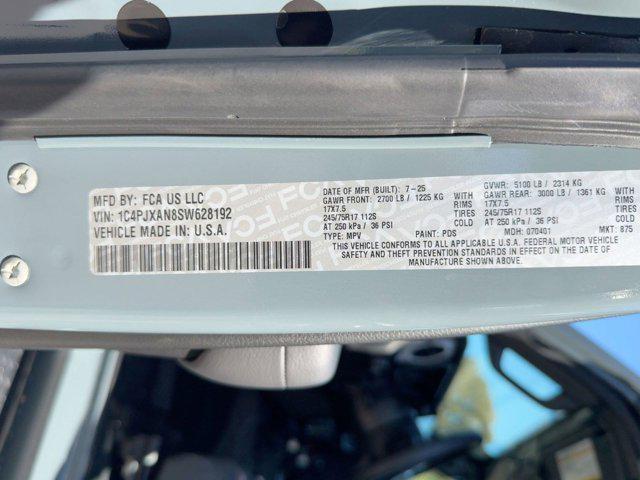 MFD BY: FCA US LLC
VIN: 1C4PJXAN8SW628192
VEHICLE MADE IN: U.S.A.
DATE OF MFR (BUILT): 7-25
GVWR: 5100 LB / 2314 KG
GAWR FRONT: 2700 LB / 1225 KG WITH GAWR REAR: 3000 LB / 1361 KG WITH
17X7.5 RIMS 17X7.5 RIMS
245/75R17 112S 245/75R17 112S
AT 250 kPa / 36 PSI COLD AT 250 kPa / 36 PSI COLD
TYPE: MPV PAINT: PDS MDH: 070401 MKT: 875
THIS VEHICLE CONFORMS TO ALL APPLICABLE U.S.A. FEDERAL MOTOR VEHICLE
SAFETY AND THEFT PREVENTION STANDARDS IN EFFECT ON THE DATE OF
MANUFACTURE SHOWN ABOVE.